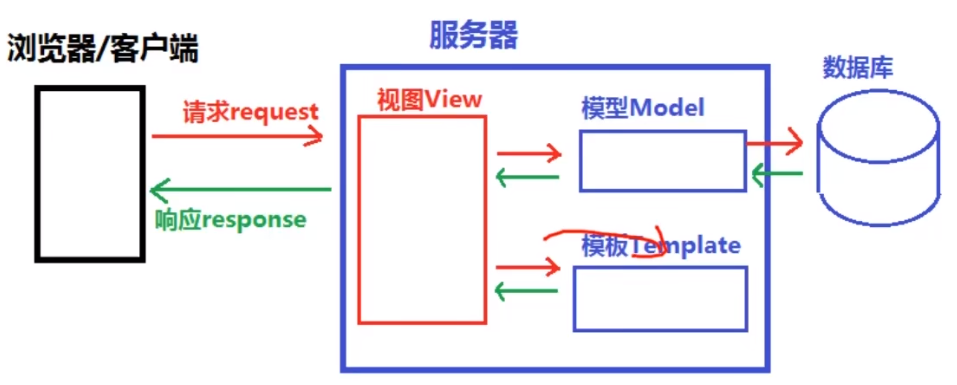 服务器
浏览器/客户端
数据库
视图View
模型Model
请求request
响应response
模板Template